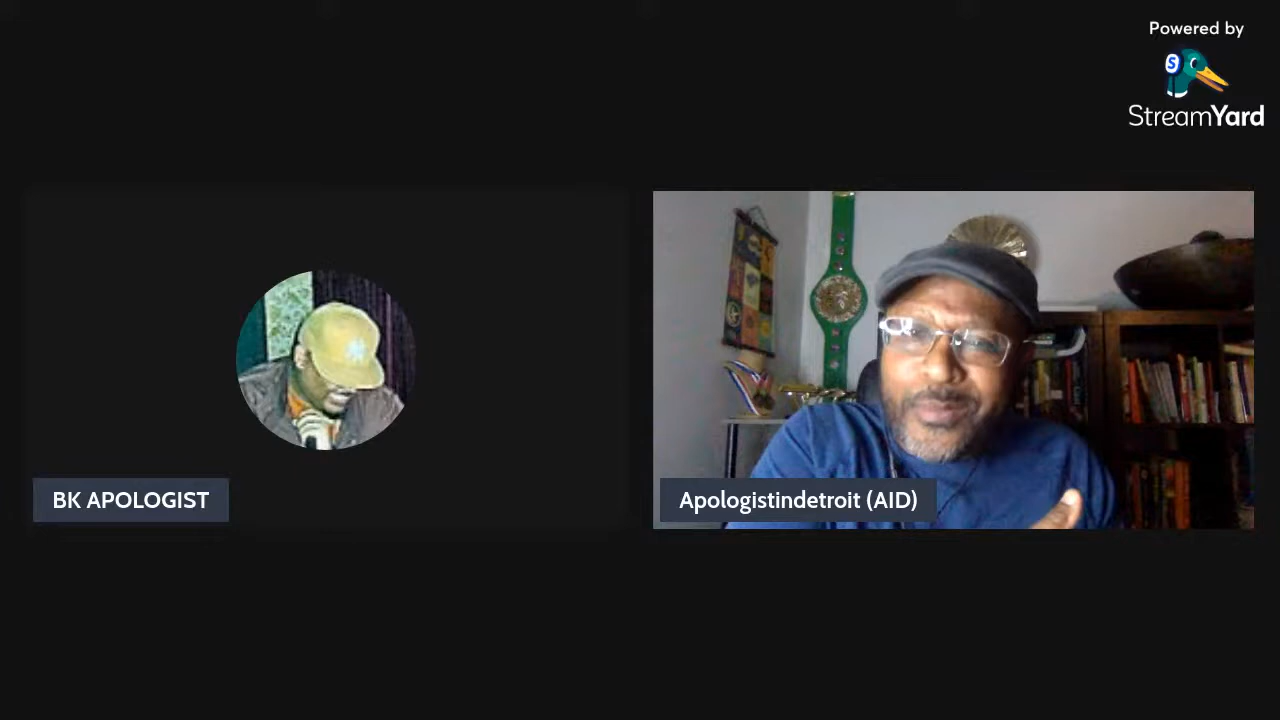 Powered by
S
StreamYard
BK APOLOGIST
Apologistindetroit (AID)